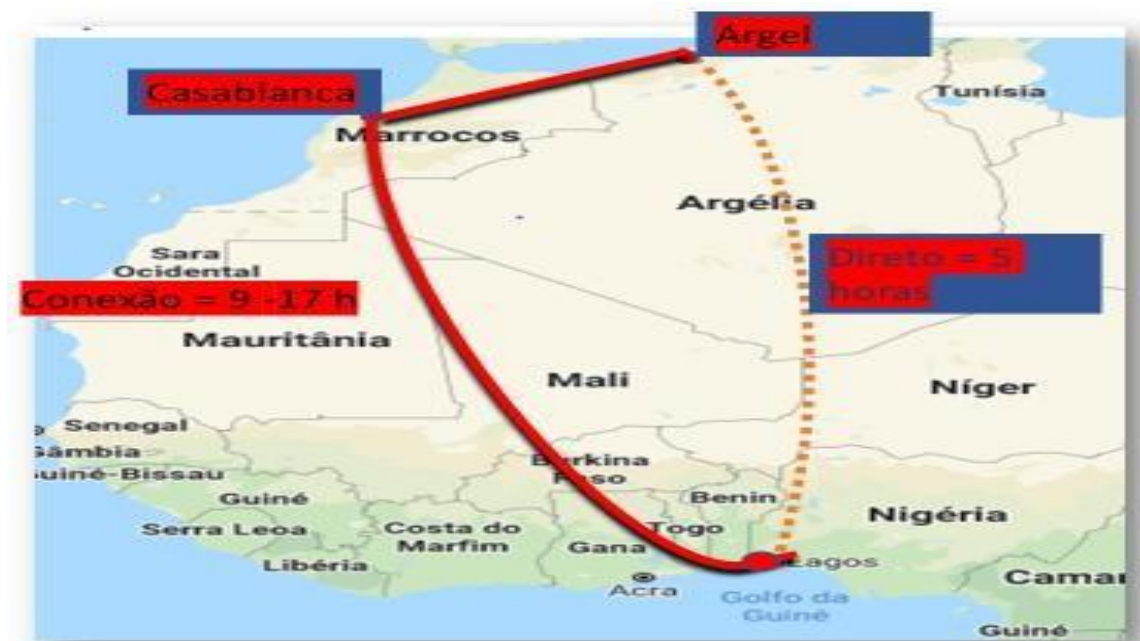 Argel
Casablanca
Tunísia
Marrocos
Argélia
Sara
Ocidental
Direto = 5
horas
Conexão = 9 -17 h
Mauritânia
Mali
Níger
Senegal
Gâmbia
Guiné-Bissau
Burkina
Faso
Benin
Guiné
Nigéria
Serra Leoa
Costa do
Marfim
Gana
Togo
Libéria
Lagos
Acra
Camar
Golfo da
Guiné
Guiné